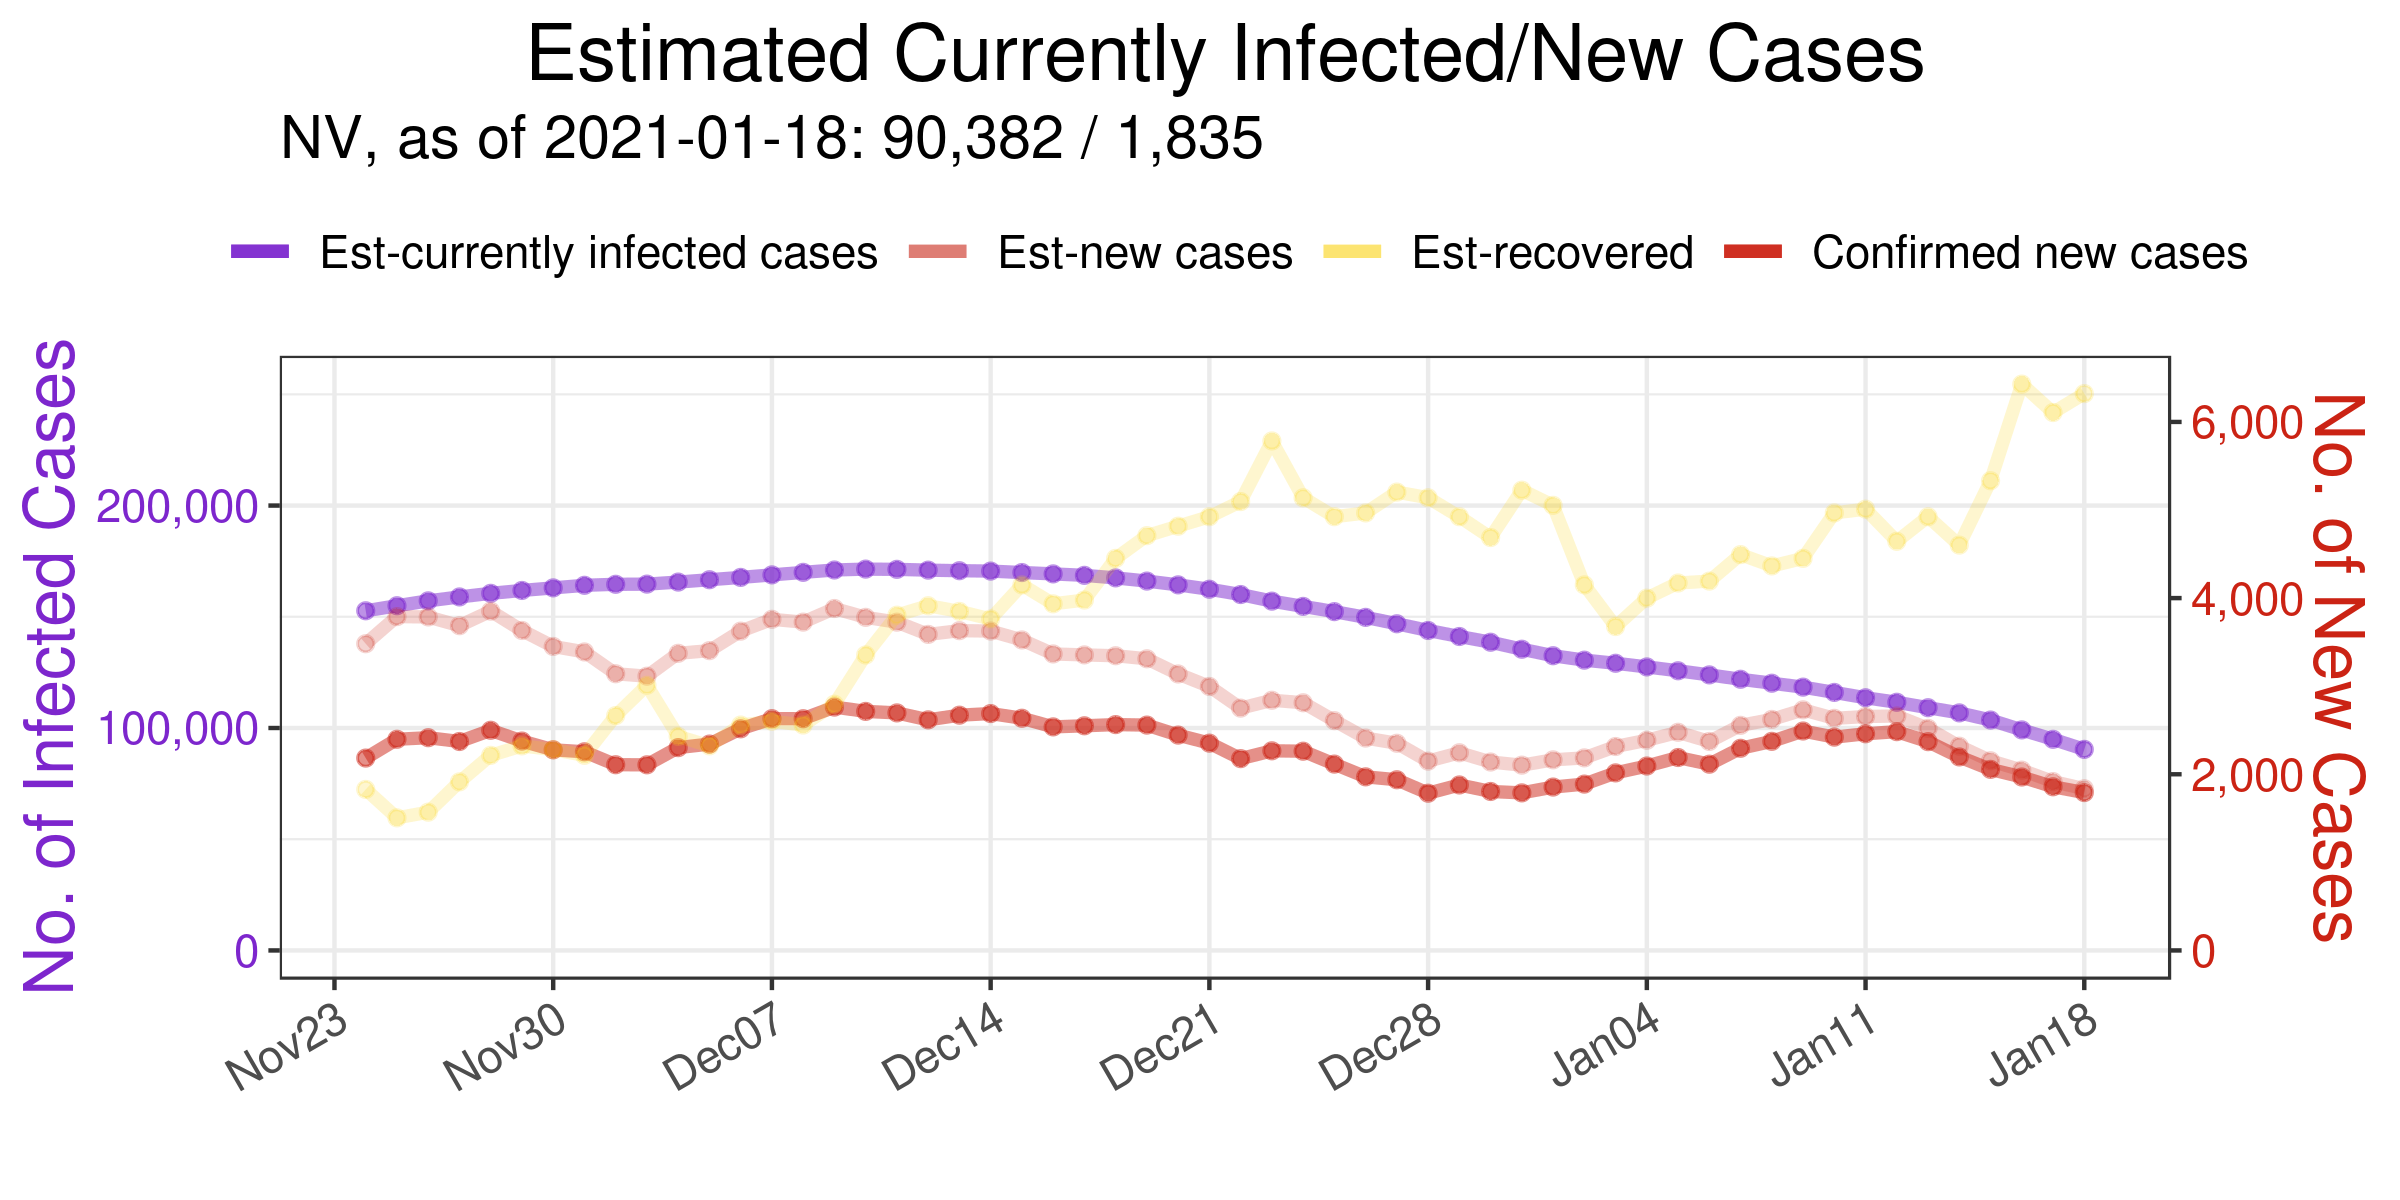 Estimated Currently Infected/New Cases
NV, as of 2021-01-18: 90,382 / 1,835
Est-currently infected cases Est-new cases Est-recovered Confirmed new cases
No. of Infected Cases
200,000
100,000
0
6,000
4,000
2,000
0
No. of New Cases
Nov23 Nov30 Dec07 Dec14 Dec21 Dec28 Jan04 Jan11 Jan18